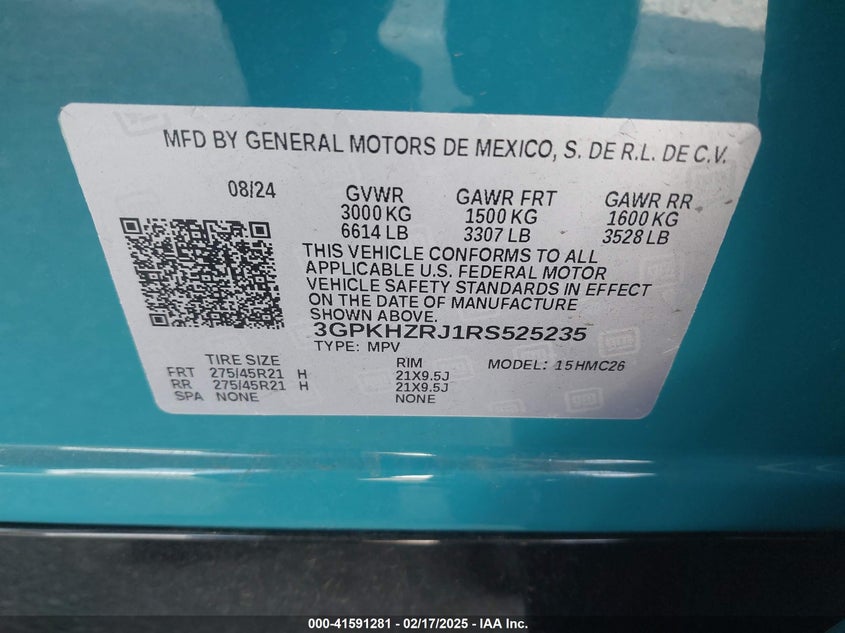 MFD BY GENERAL MOTORS DE MEXICO, S. DE R.L. DE C.V.
08/24 GVWR GAWR FRT GAWR RR
3000 KG 1500 KG 1600 KG
6614 LB 3307 LB 3528 LB
THIS VEHICLE CONFORMS TO ALL
APPLICABLE U.S. FEDERAL MOTOR
VEHICLE SAFETY STANDARDS IN EFFECT
ON THE DATE OF MANUFACTURE
SHOWN ABOVE.
3GPKHZRJ1RS525235
TYPE: MPV
TIRE SIZE RIM MODEL: 15HMC26
FRT 275/45R21 H 21X9.5J
RR 275/45R21 H 21X9.5J
SPA NONE NONE
000-41591281 - 02/17/2025 - IAA Inc.